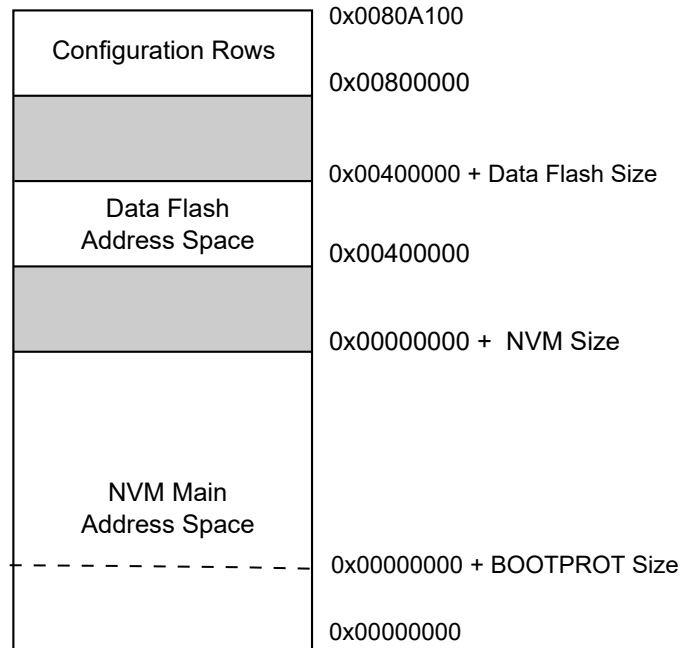 0x0080A100
Configuration Rows
0x00800000
0x00400000 + Data Flash Size
Data Flash
Address Space
0x00400000
0x00000000 + NVM Size
NVM Main
Address Space
0x00000000 + BOOTPROT Size
0x00000000